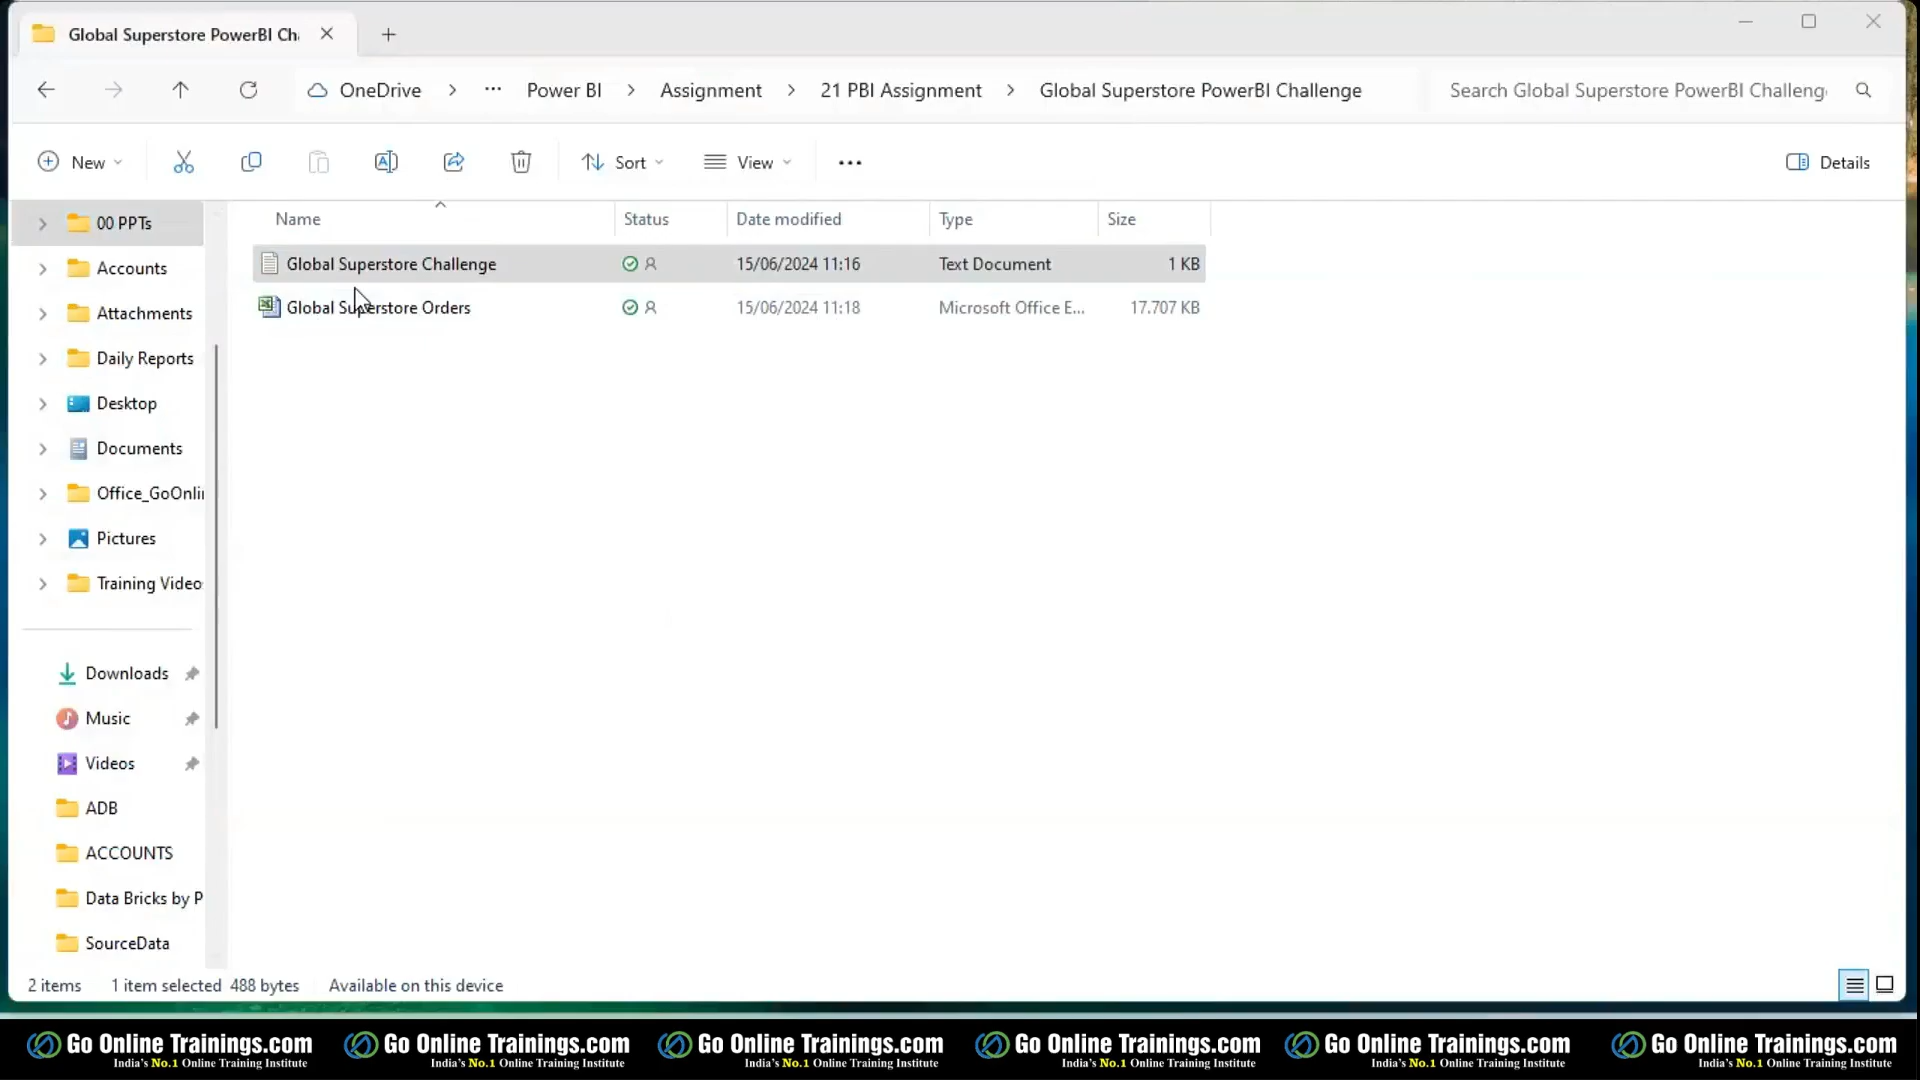 Global Superstore PowerBI Ch
OneDrive > ... Power BI > Assignment > 21 PBI Assignment > Global Superstore PowerBI Challenge
Search Global Superstore PowerBI Challeng
New Sort View ... Details
Name Status Date modified Type Size
Global Superstore Challenge 15/06/2024 11:16 Text Document 1 KB
Global Superstore Orders 15/06/2024 11:18 Microsoft Office E... 17.707 KB
00 PPTs
Accounts
Attachments
Daily Reports
Desktop
Documents
Office_GoOnli
Pictures
Training Video
Downloads
Music
Videos
ADB
ACCOUNTS
Data Bricks by P
SourceData
2 items 1 item selected 488 bytes Available on this device
Go Online Trainings.com Go Online Trainings.com Go Online Trainings.com Go Online Trainings.com Go Online Trainings.com Go Online Trainings.com
India's No.1 Online Training Institute India's No.1 Online Training Institute India's No.1 Online Training Institute India's No.1 Online Training Institute India's No.1 Online Training Institute India's No.1 Online Training Institute